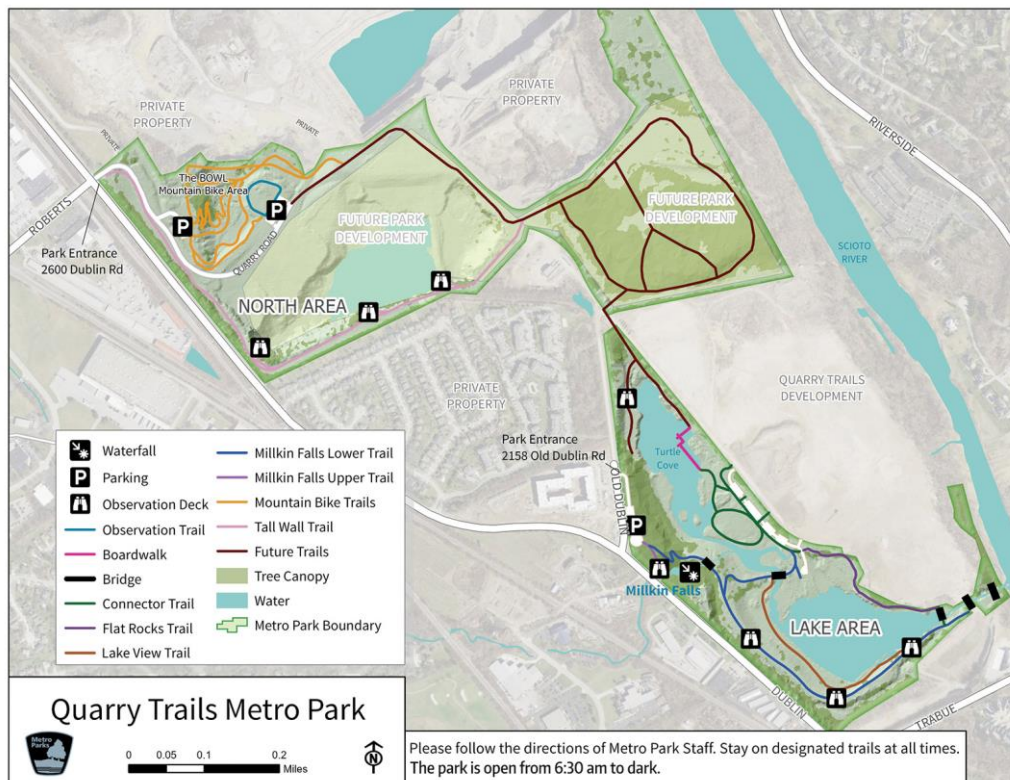 PRIVATE
PROPERTY
PRIVATE
PROPERTY
RIVERSIDE
PRIVATE
PRIVATE
The BOWL
Mountain Bike Area
P
P
ROBERTS
QUARRY ROAD
FUTURE PARK
DEVELOPMENT
FUTURE PARK
DEVELOPMENT
SCIOTO
RIVER
Park Entrance
2600 Dublin Rd
NORTH AREA
PRIVATE
PROPERTY
QUARRY TRAILS
DEVELOPMENT
Park Entrance
2158 Old Dublin Rd
Turtle
Cove
OLD DUBLIN
P
Millkin Falls
LAKE AREA
DUBLIN
TRABUE
Waterfall
P Parking
Observation Deck
Observation Trail
Boardwalk
Bridge
Connector Trail
Flat Rocks Trail
Lake View Trail
Millkin Falls Lower Trail
Millkin Falls Upper Trail
Mountain Bike Trails
Tall Wall Trail
Future Trails
Tree Canopy
Water
Metro Park Boundary
Quarry Trails Metro Park
Metro
Parks
0 0.05 0.1 0.2
Miles
N
Please follow the directions of Metro Park Staff. Stay on designated trails at all times.
The park is open from 6:30 am to dark.